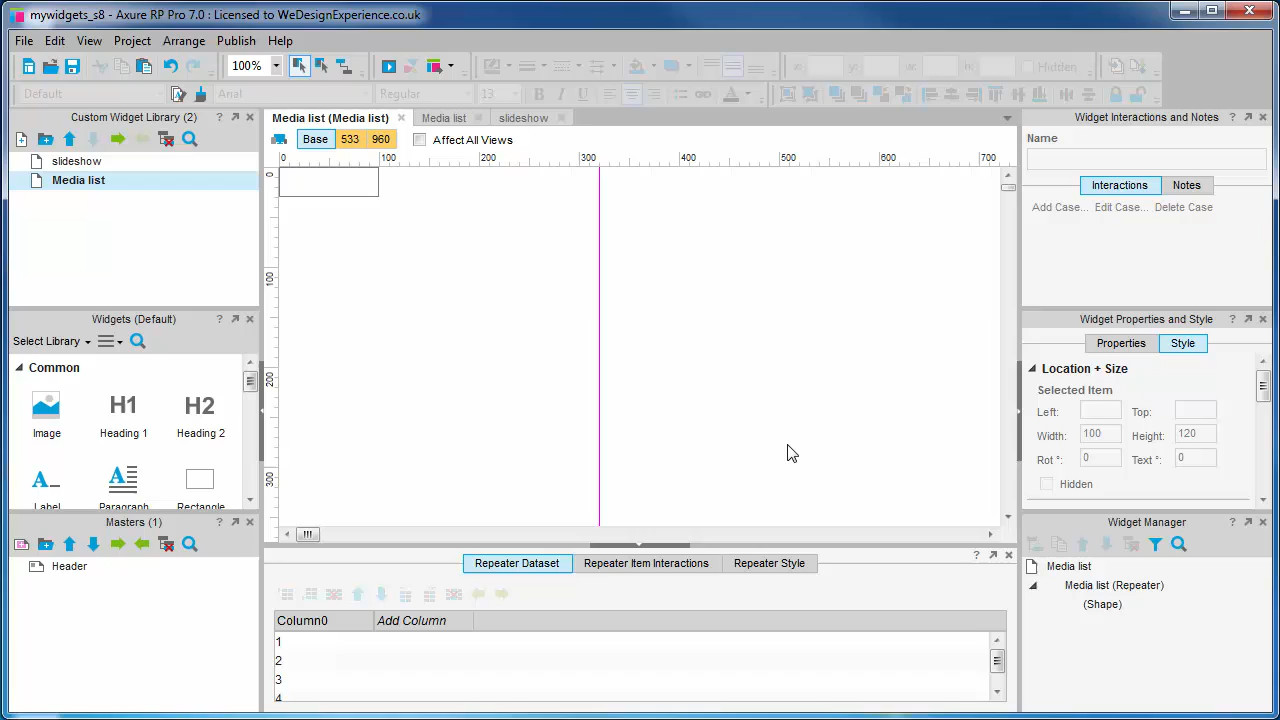 mywidgets_s8 - Axure RP Pro 7.0 : Licensed to WeDesignExperience.co.uk
File Edit View Project Arrange Publish Help
100% Hidden
Default Arial Regular 13
Custom Widget Library (2)
slideshow
Media list
Widgets (Default)
Select Library
Common
Image Heading 1 Heading 2
Label Paragraph Rectangle
Masters (1)
Header
Media list (Media list) Media list slideshow
Base 533 960 Affect All Views
0 100 200 320 400 500 600 700
0
100
200
300
Repeater Dataset Repeater Item Interactions Repeater Style
Column0 Add Column
1
2
3
4
Widget Interactions and Notes
Name
Interactions Notes
Add Case... Edit Case... Delete Case
Widget Properties and Style
Properties Style
Location + Size
Selected Item
Left: Top:
Width: 100 Height: 120
Rot °: 0 Text °: 0
Hidden
Widget Manager
Media list
Media list (Repeater)
(Shape)